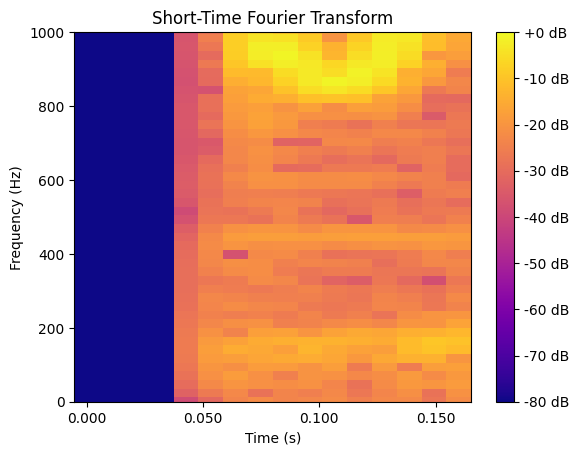 Short-Time Fourier Transform
1000
800
600
400
200
0
Frequency (Hz)
0.000
0.050
0.100
0.150
Time (s)
+0 dB
-10 dB
-20 dB
-30 dB
-40 dB
-50 dB
-60 dB
-70 dB
-80 dB